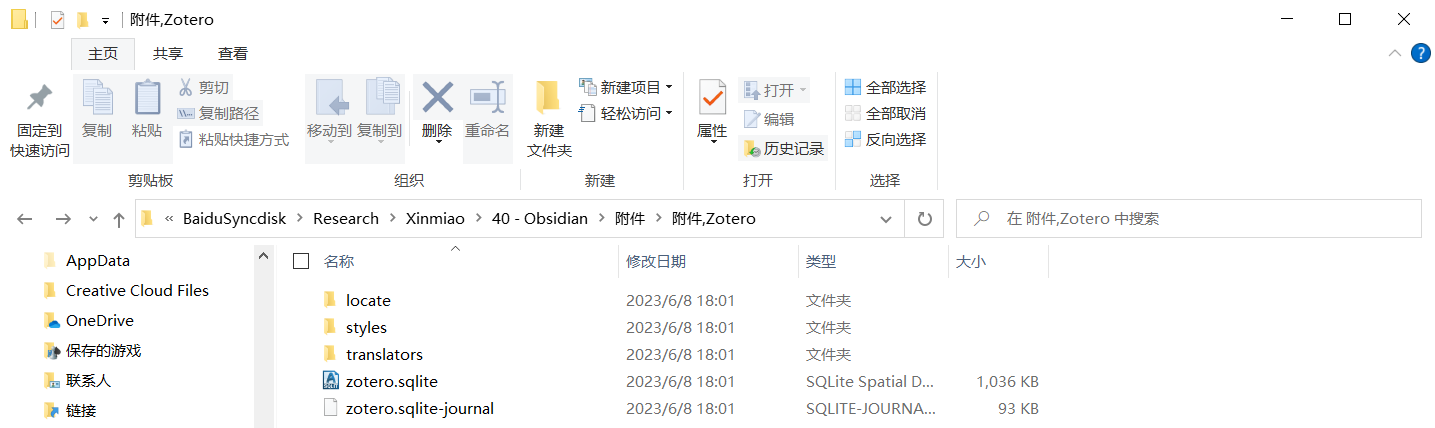 附件,Zotero
主页 共享 查看
固定到快速访问
复制
粘贴
剪切
复制路径
粘贴快捷方式
剪贴板
移动到
复制到
删除
重命名
组织
新建文件夹
新建项目
轻松访问
新建
属性
打开
编辑
历史记录
打开
全部选择
全部取消
反向选择
选择
« BaiduSyncdisk > Research > Xinmiao > 40 - Obsidian > 附件 > 附件,Zotero
在 附件,Zotero 中搜索
AppData
Creative Cloud Files
OneDrive
保存的游戏
联系人
链接
名称 修改日期 类型 大小
locate 2023/6/8 18:01 文件夹
styles 2023/6/8 18:01 文件夹
translators 2023/6/8 18:01 文件夹
zotero.sqlite 2023/6/8 18:01 SQLite Spatial D... 1,036 KB
zotero.sqlite-journal 2023/6/8 18:01 SQLITE-JOURNA... 93 KB